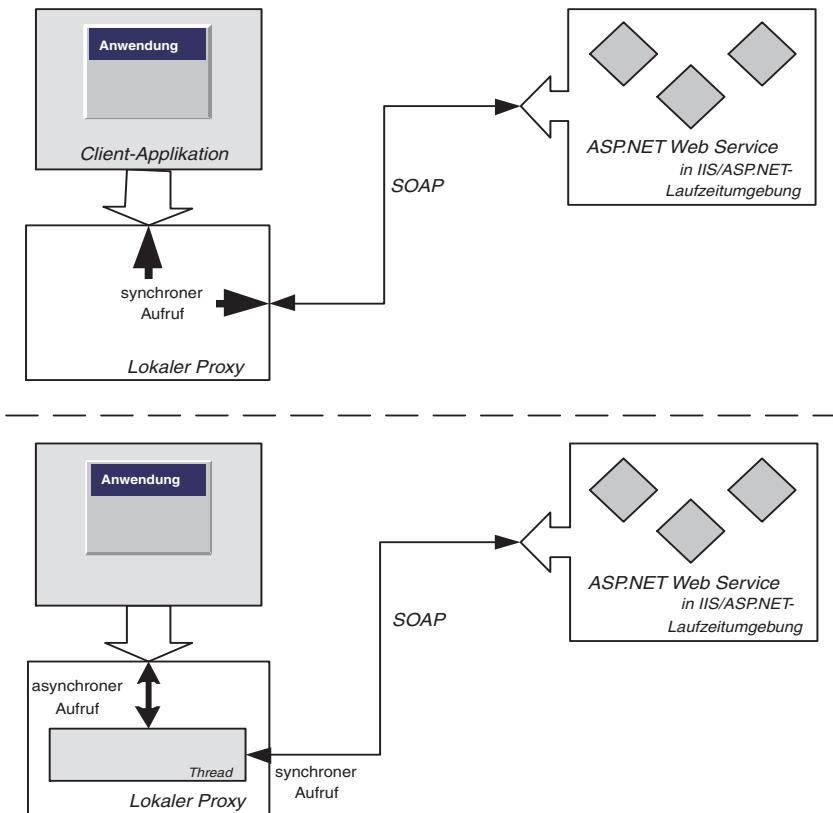 Anwendung
Client-Applikation
ASP.NET Web Service
in IIS/ASP.NET-
Laufzeitumgebung
SOAP
synchroner
Aufruf
Lokaler Proxy
Anwendung
ASP.NET Web Service
in IIS/ASP.NET-
Laufzeitumgebung
SOAP
asynchroner
Aufruf
Thread
synchroner
Aufruf
Lokaler Proxy